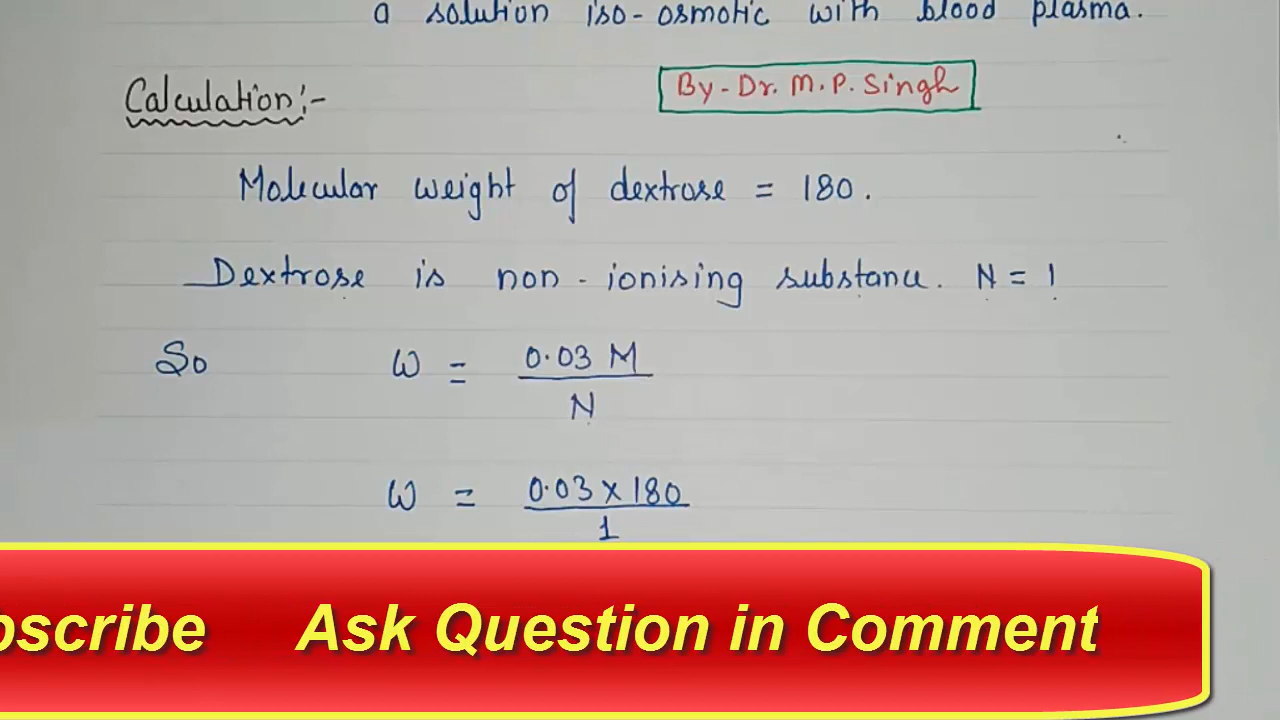 a solution iso-osmotic with blood plasma.
Calculation:-
By- Dr. M. P. Singh
Molecular weight of dextrose = 180.
Dextrose is non-ionising substance. N = 1
So W = 0.03 M
N
W = 0.03 x 180
1
bscribe Ask Question in Comment